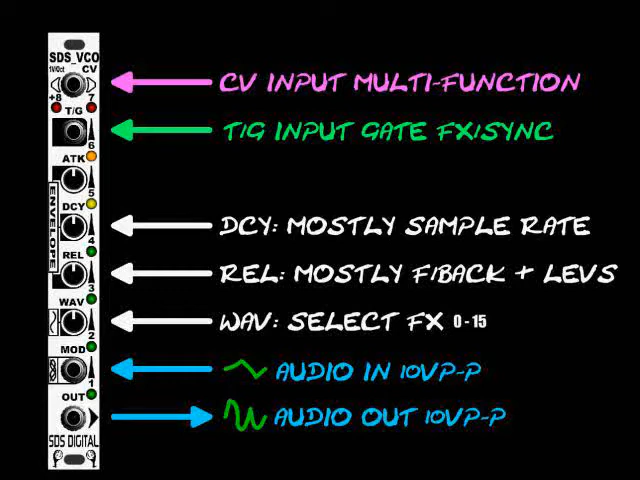 SDS_VCO
1V/Oct CV
CV INPUT MULTI-FUNCTION
+8 7
T/G
T/G INPUT GATE FX/SYNC
6
ATK
5
ENVELOPE
DCY
DCY: MOSTLY SAMPLE RATE
4
REL
REL: MOSTLY F/BACK + LEVS
3
WAV
WAV: SELECT FX 0-15
2
MOD
AUDIO IN 10VP-P
1
OUT
AUDIO OUT 10VP-P
SDS DIGITAL